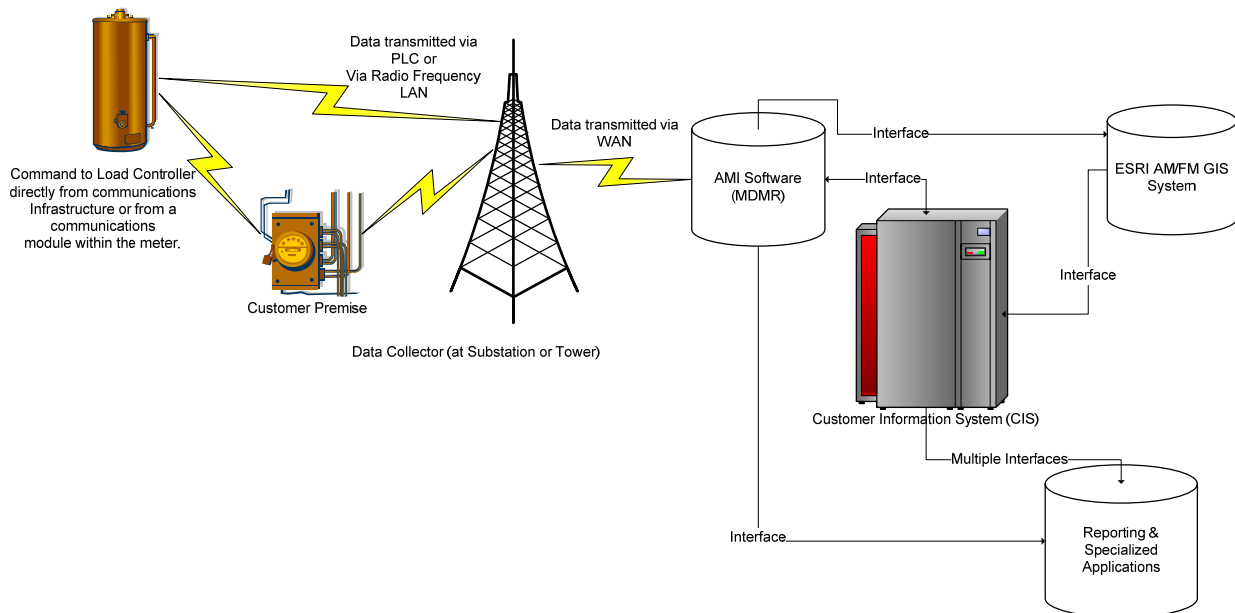 Data transmitted via
PLC or
Via Radio Frequency
LAN
Data transmitted via
WAN
Interface
AMI Software
(MDMR)
Interface
ESRI AM/FM GIS
System
Command to Load Controller
directly from communications
Infrastructure or from a
communications
module within the meter.
Interface
Customer Premise
Data Collector (at Substation or Tower)
Customer Information System (CIS)
Multiple Interfaces
Interface
Reporting &
Specialized
Applications